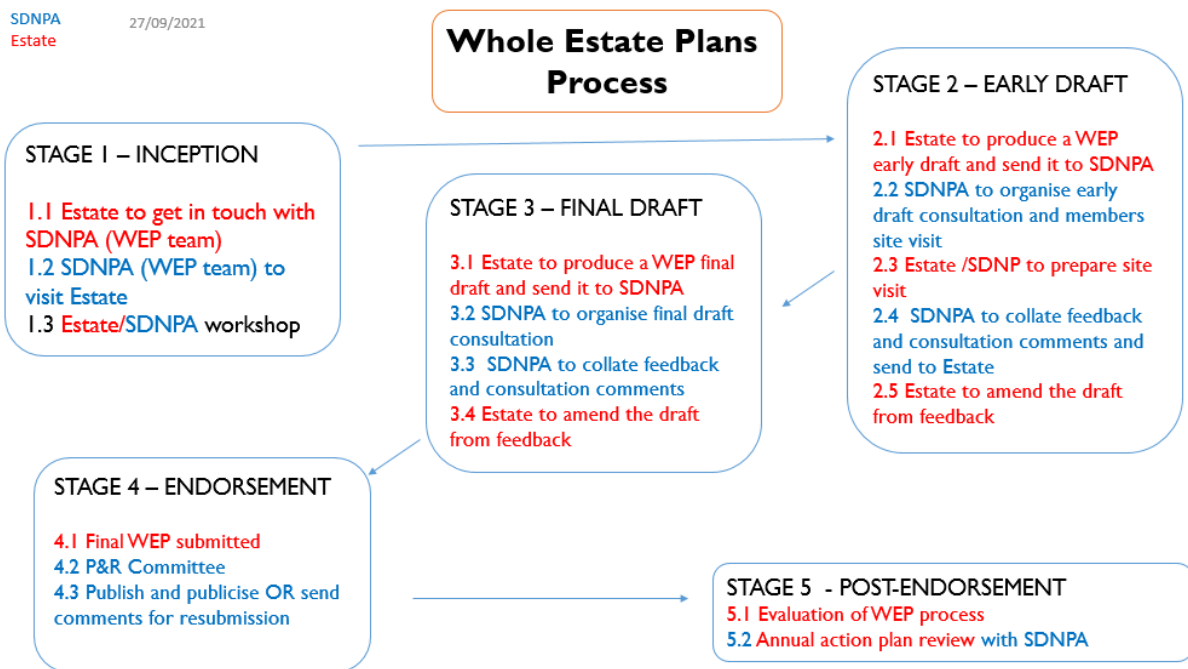 SDNPA
Estate
27/09/2021
Whole Estate Plans
Process
STAGE 1 – INCEPTION
1.1 Estate to get in touch with
SDNPA (WEP team)
1.2 SDNPA (WEP team) to
visit Estate
1.3 Estate/SDNPA workshop
STAGE 2 – EARLY DRAFT
2.1 Estate to produce a WEP
early draft and send it to SDNPA
2.2 SDNPA to organise early
draft consultation and members
site visit
2.3 Estate /SDNP to prepare site
visit
2.4 SDNPA to collate feedback
and consultation comments and
send to Estate
2.5 Estate to amend the draft
from feedback
STAGE 3 – FINAL DRAFT
3.1 Estate to produce a WEP final
draft and send it to SDNPA
3.2 SDNPA to organise final draft
consultation
3.3 SDNPA to collate feedback
and consultation comments
3.4 Estate to amend the draft
from feedback
STAGE 4 – ENDORSEMENT
4.1 Final WEP submitted
4.2 P&R Committee
4.3 Publish and publicise OR send
comments for resubmission
STAGE 5 - POST-ENDORSEMENT
5.1 Evaluation of WEP process
5.2 Annual action plan review with SDNPA